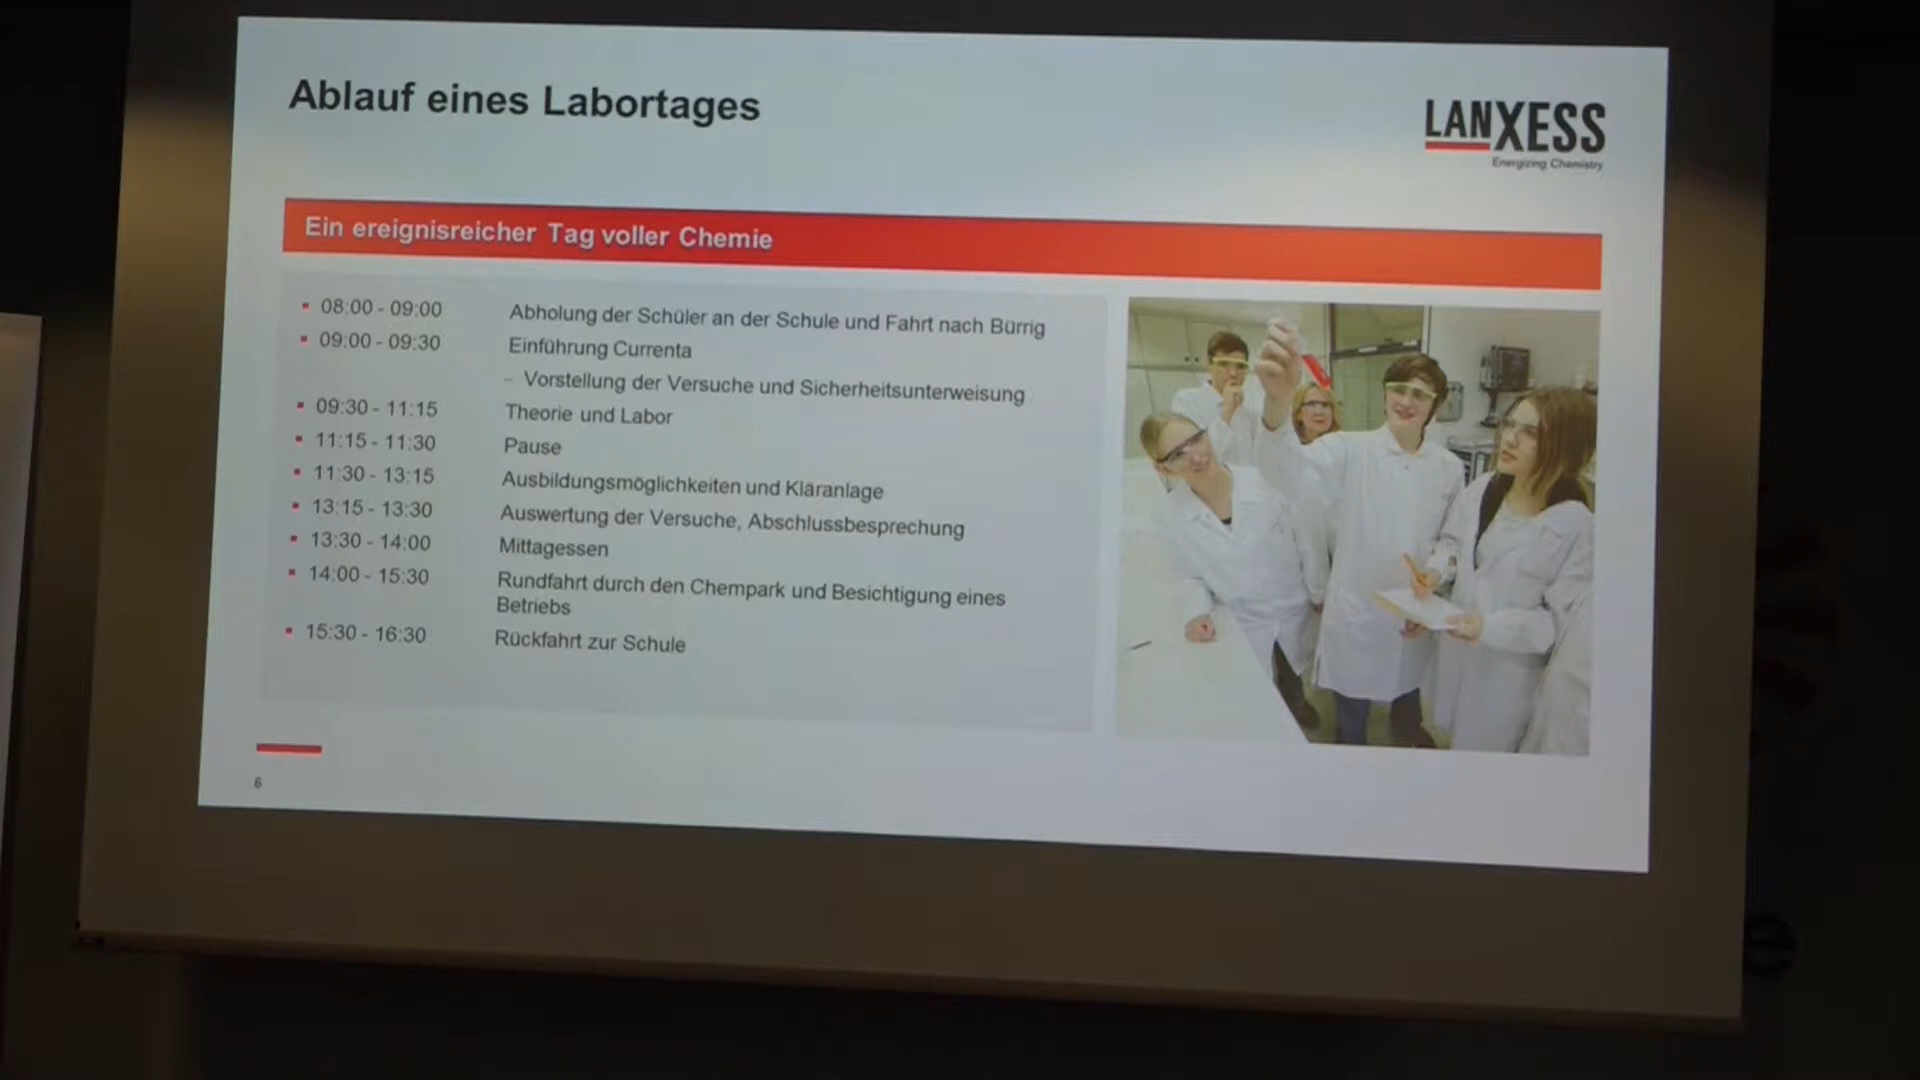 Ablauf eines Labortages
LANXESS
Energizing Chemistry
Ein ereignisreicher Tag voller Chemie
08:00 - 09:00 Abholung der Schüler an der Schule und Fahrt nach Bürrig
09:00 - 09:30 Einführung Currenta
– Vorstellung der Versuche und Sicherheitsunterweisung
09:30 - 11:15 Theorie und Labor
11:15 - 11:30 Pause
11:30 - 13:15 Ausbildungsmöglichkeiten und Kläranlage
13:15 - 13:30 Auswertung der Versuche, Abschlussbesprechung
13:30 - 14:00 Mittagessen
14:00 - 15:30 Rundfahrt durch den Chempark und Besichtigung eines
Betriebs
15:30 - 16:30 Rückfahrt zur Schule
6